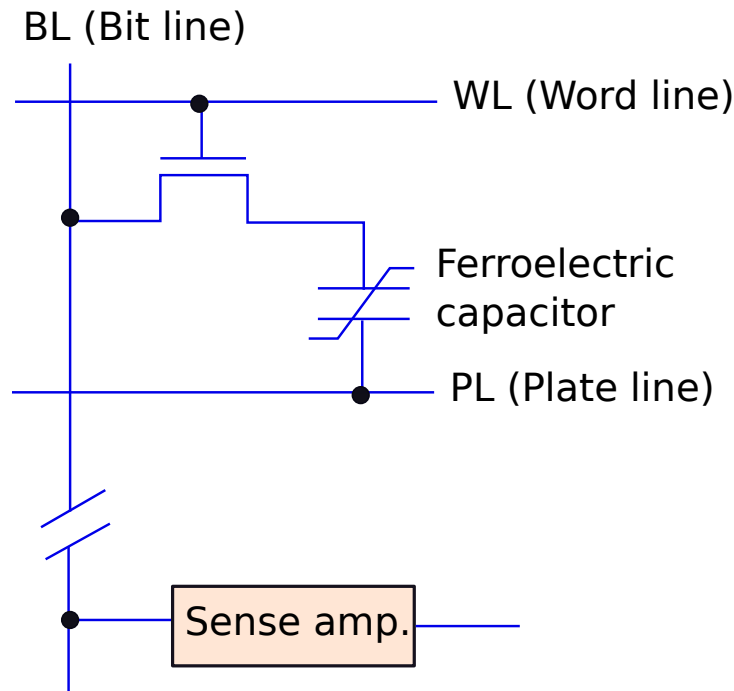 BL (Bit line)
WL (Word line)
Ferroelectric
capacitor
PL (Plate line)
Sense amp.